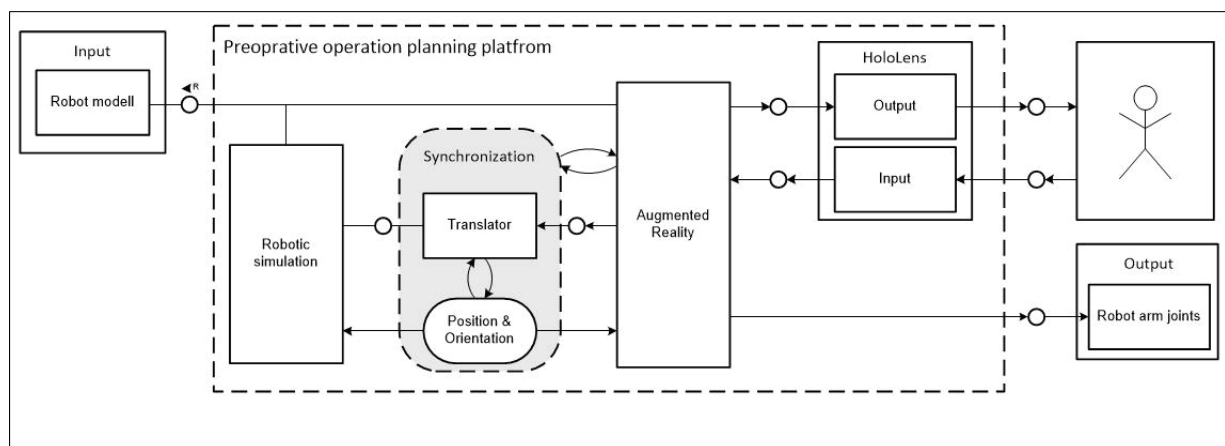 Input
Robot modell
R
Preoprative operation planning platfrom
Synchronization
Translator
Position &
Orientation
Robotic
simulation
Augmented
Reality
HoloLens
Output
Input
Output
Robot arm joints